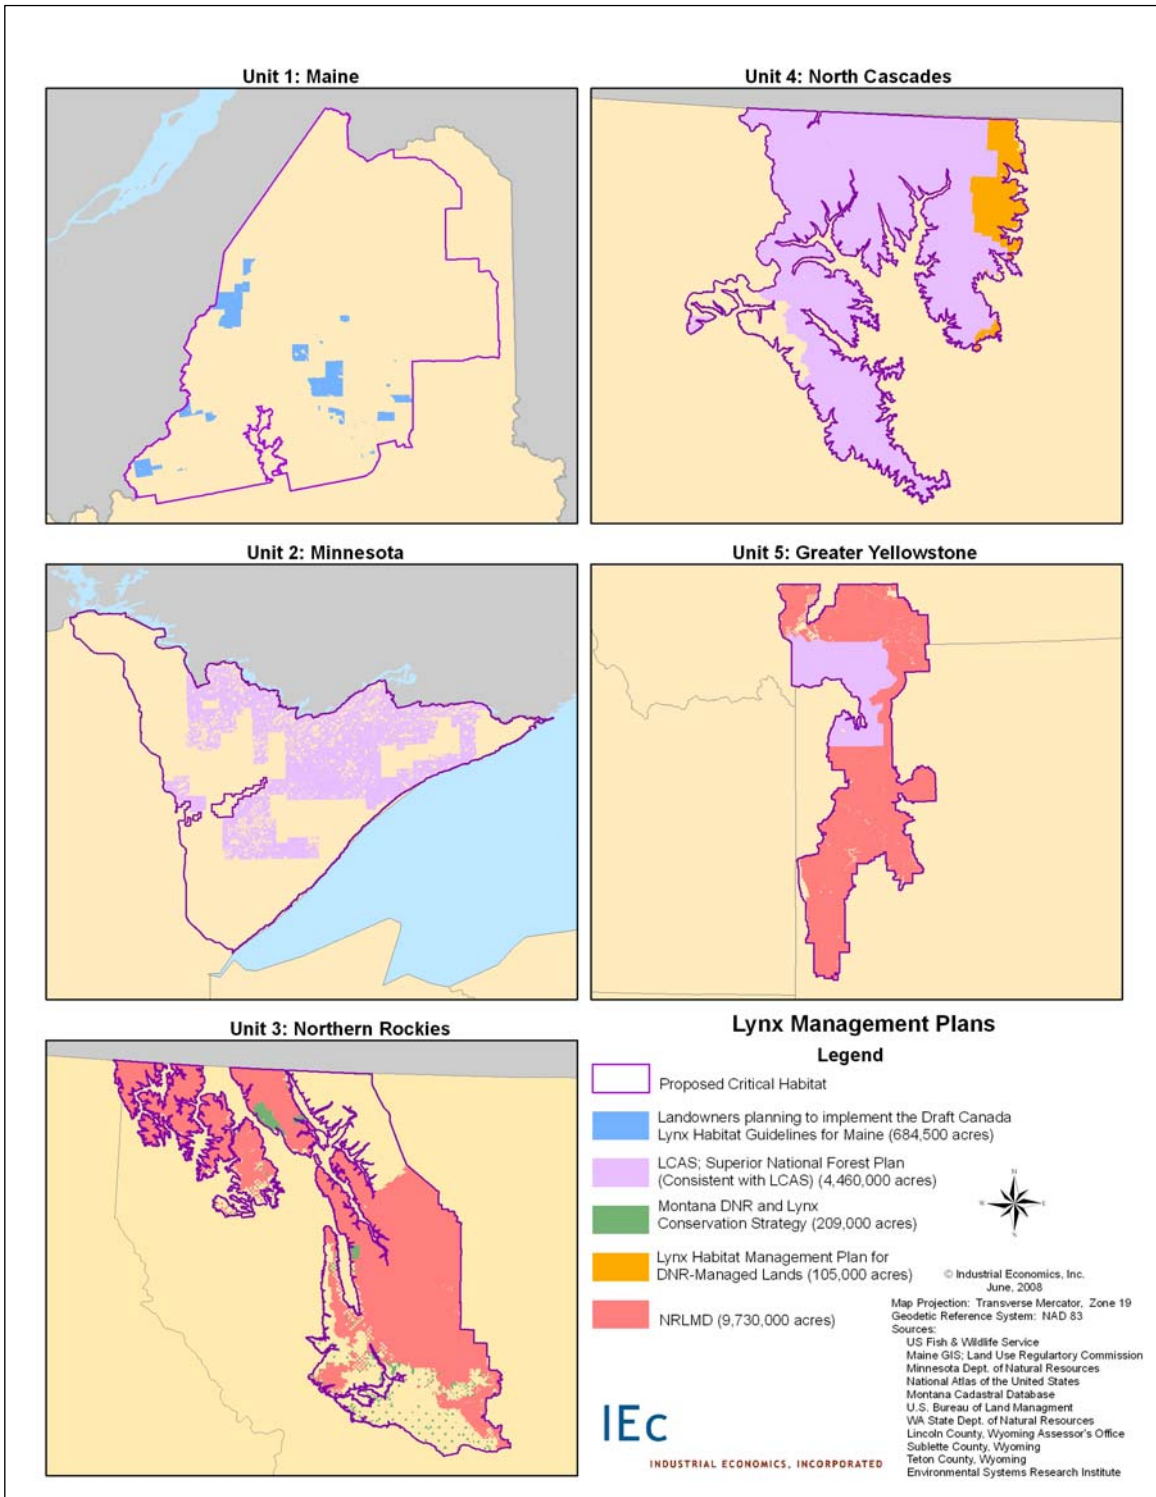 Unit 1: Maine
Unit 4: North Cascades
Unit 2: Minnesota
Unit 5: Greater Yellowstone
Unit 3: Northern Rockies
Lynx Management Plans
Legend
Proposed Critical Habitat
Landowners planning to implement the Draft Canada
Lynx Habitat Guidelines for Maine (684,500 acres)
LCAS; Superior National Forest Plan
(Consistent with LCAS) (4,460,000 acres)
Montana DNR and Lynx
Conservation Strategy (209,000 acres)
Lynx Habitat Management Plan for
DNR-Managed Lands (105,000 acres)
NRLMD (9,730,000 acres)
N
W E
S
© Industrial Economics, Inc.
June, 2008
Map Projection: Transverse Mercator, Zone 19
Geodetic Reference System: NAD 83
Sources:
US Fish & Wildlife Service
Maine GIS; Land Use Regulartory Commission
Minnesota Dept. of Natural Resources
National Atlas of the United States
Montana Cadastral Database
U.S. Bureau of Land Managment
WA State Dept. of Natural Resources
Lincoln County, Wyoming Assessor's Office
Sublette County, Wyoming
Teton County, Wyoming
Environmental Systems Research Institute
IEc
INDUSTRIAL ECONOMICS, INCORPORATED